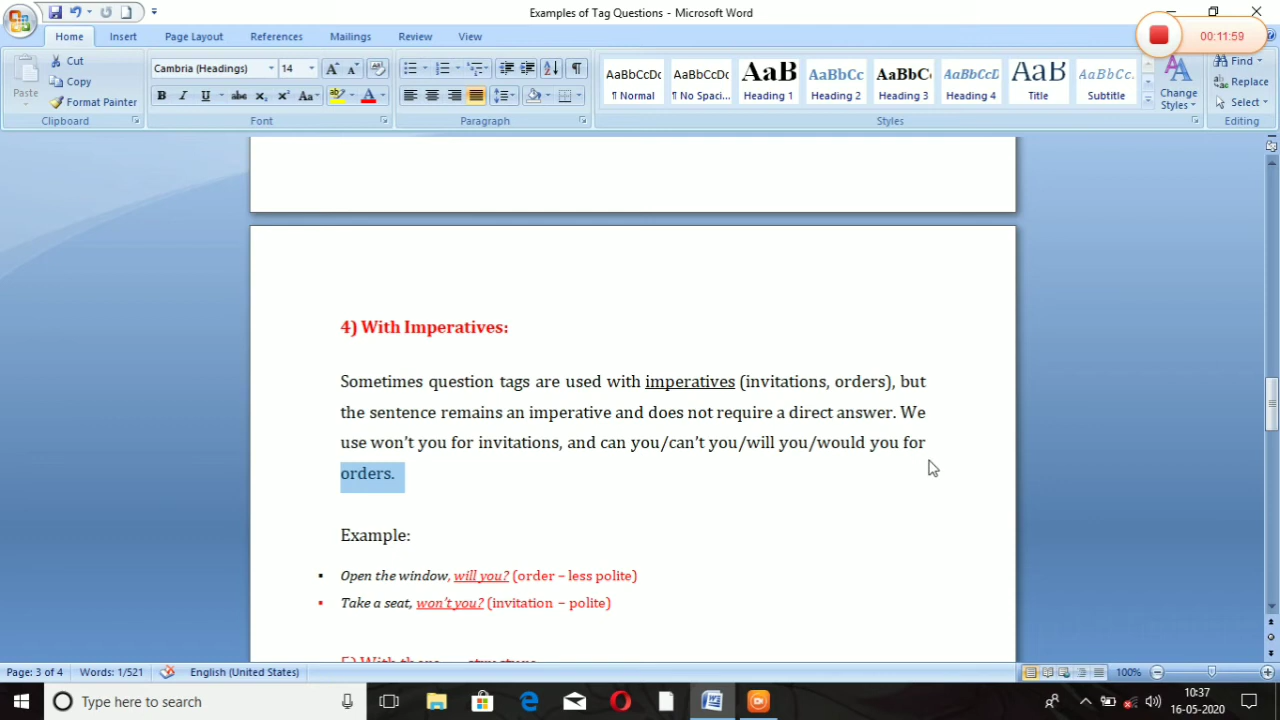 Examples of Tag Questions - Microsoft Word
00:11:59
Home Insert Page Layout References Mailings Review View
Paste
Cut
Copy
Format Painter
Clipboard
Cambria (Headings) 14
Font
Paragraph
AaBbCcDc AaBbCcDc AaB AaBbCc AaBbC AaBbCcD AaB AaBbCc.
¶ Normal ¶ No Spaci... Heading 1 Heading 2 Heading 3 Heading 4 Title Subtitle
Change Styles
Styles
Find
Replace
Select
Editing
4) With Imperatives:
Sometimes question tags are used with imperatives (invitations, orders), but
the sentence remains an imperative and does not require a direct answer. We
use won't you for invitations, and can you/can't you/will you/would you for
orders.
Example:
▪ Open the window, will you? (order – less polite)
▪ Take a seat, won't you? (invitation – polite)
Page: 3 of 4 Words: 1/521 English (United States) 100%
Type here to search
10:37
16-05-2020